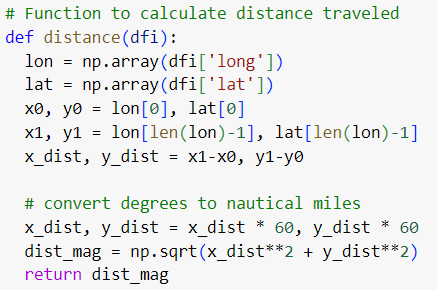 # Function to calculate distance traveled
def distance(dfi):
  lon = np.array(dfi['long'])
  lat = np.array(dfi['lat'])
  x0, y0 = lon[0], lat[0]
  x1, y1 = lon[len(lon)-1], lat[len(lon)-1]
  x_dist, y_dist = x1-x0, y1-y0

  # convert degrees to nautical miles
  x_dist, y_dist = x_dist * 60, y_dist * 60
  dist_mag = np.sqrt(x_dist**2 + y_dist**2)
  return dist_mag